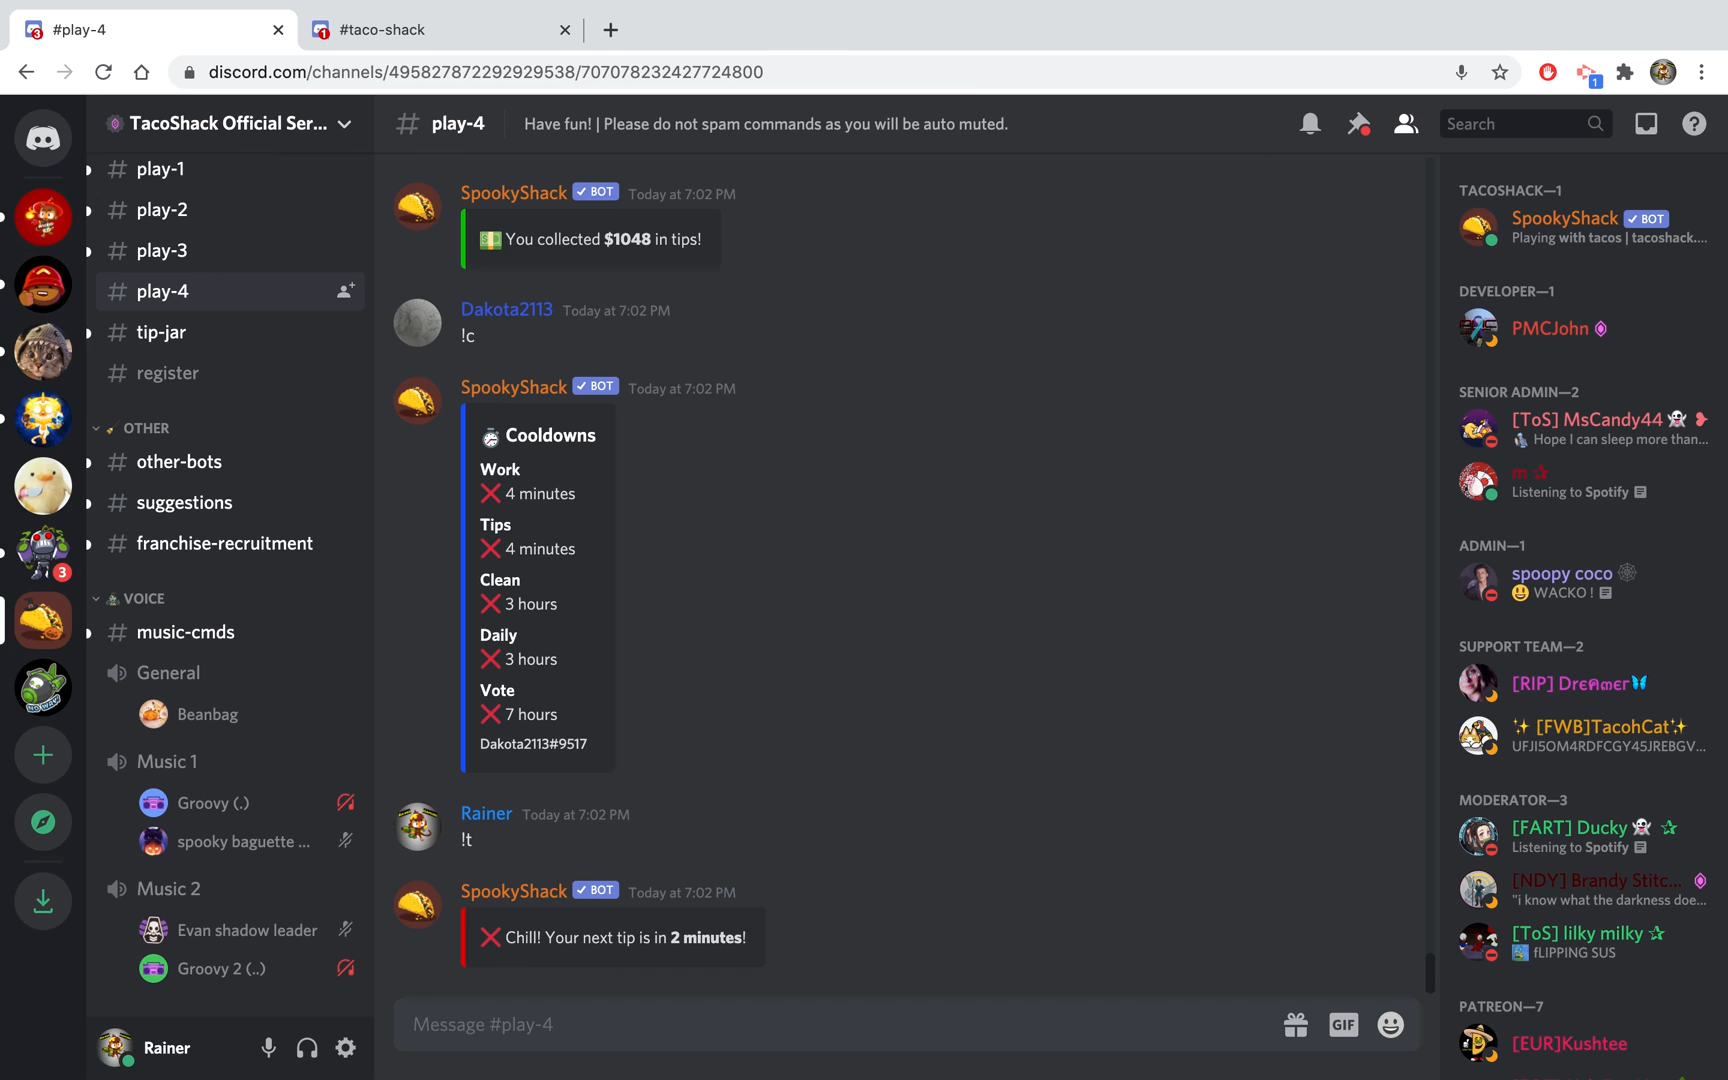 #play-4
#taco-shack
discord.com/channels/495827872292929538/707078232427724800
1
TacoShack Official Ser...
play-4
Have fun! | Please do not spam commands as you will be auto muted.
Search
play-1
play-2
play-3
play-4
tip-jar
register
OTHER
other-bots
suggestions
franchise-recruitment
3
VOICE
music-cmds
General
Beanbag
Music 1
Groovy (.)
spooky baguette ...
Music 2
Evan shadow leader
Groovy 2 (..)
Rainer
SpookyShack BOT Today at 7:02 PM
You collected $1048 in tips!
Dakota2113 Today at 7:02 PM
!c
SpookyShack BOT Today at 7:02 PM
Cooldowns
Work
4 minutes
Tips
4 minutes
Clean
3 hours
Daily
3 hours
Vote
7 hours
Dakota2113#9517
Rainer Today at 7:02 PM
!t
SpookyShack BOT Today at 7:02 PM
Chill! Your next tip is in 2 minutes!
Message #play-4
GIF
TACOSHACK—1
SpookyShack BOT
Playing with tacos | tacoshack....
DEVELOPER—1
PMCJohn
SENIOR ADMIN—2
[ToS] MsCandy44
Hope I can sleep more than...
m
Listening to Spotify
ADMIN—1
spoopy coco
WACKO !
SUPPORT TEAM—2
[RIP]
[FWB]TacohCat
UFJI5OM4RDFCGY45JREBGV...
MODERATOR—3
[FART] Ducky
Listening to Spotify
[NDY] Brandy Stitc...
"i know what the darkness doe...
[ToS] lilky milky
fLIPPING SUS
PATREON—7
[EUR]Kushtee